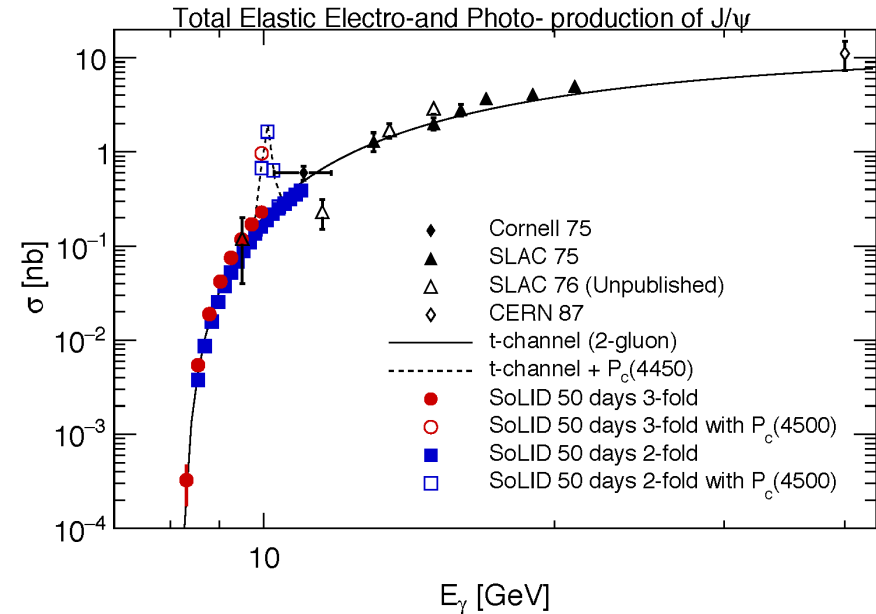 Total Elastic Electro-and Photo- production of J/ψ
σ [nb]
10
1
10⁻¹
10⁻²
10⁻³
10⁻⁴
Cornell 75
SLAC 75
SLAC 76 (Unpublished)
CERN 87
t-channel (2-gluon)
t-channel + P_c(4450)
SoLID 50 days 3-fold
SoLID 50 days 3-fold with P_c(4500)
SoLID 50 days 2-fold
SoLID 50 days 2-fold with P_c(4500)
10
E_γ [GeV]